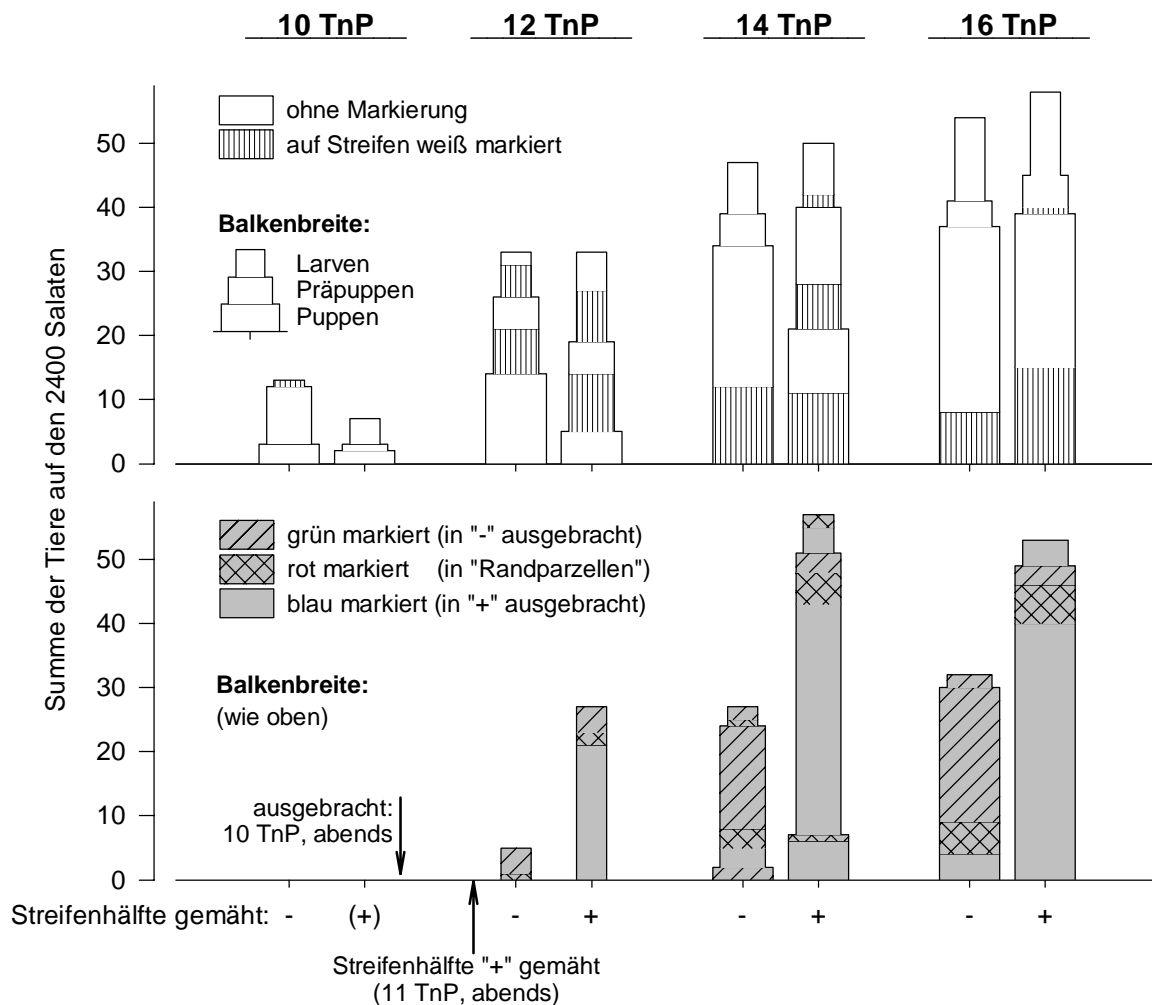 10 TnP 12 TnP 14 TnP 16 TnP
ohne Markierung
auf Streifen weiß markiert
Balkenbreite:
Larven
Präpuppen
Puppen
50
40
30
20
10
0
Summe der Tiere auf den 2400 Salaten
grün markiert (in "-" ausgebracht)
rot markiert (in "Randparzellen")
blau markiert (in "+" ausgebracht)
Balkenbreite:
(wie oben)
ausgebracht:
10 TnP, abends
50
40
30
20
10
0
Streifenhälfte gemäht: - (+) - + - + - +
Streifenhälfte "+" gemäht
(11 TnP, abends)